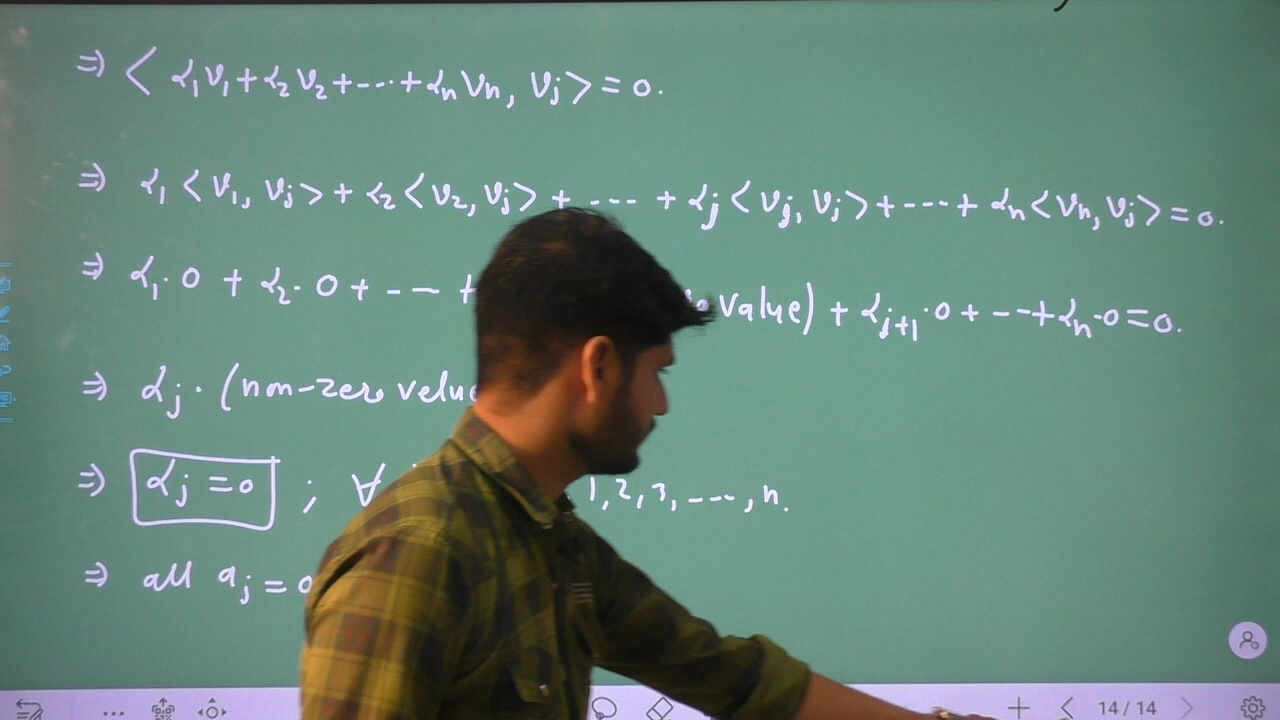 ⇒ < α₁v₁+α₂v₂+---+αₙvₙ, vⱼ> = 0.
⇒ α₁ <v₁, vⱼ> + α₂ <v₂, vⱼ> + --- + αⱼ <vⱼ, vⱼ> + --- + αₙ <vₙ, vⱼ> = 0.
⇒ α₁·0 + α₂·0 + --- + value) + αⱼ₊₁·0 + --- + αₙ·0 = 0.
⇒ αⱼ · (non-zero value
⇒ αⱼ = 0 ; ∀ 1, 2, 3, ---, n.
⇒ all aⱼ = 0
14 / 14